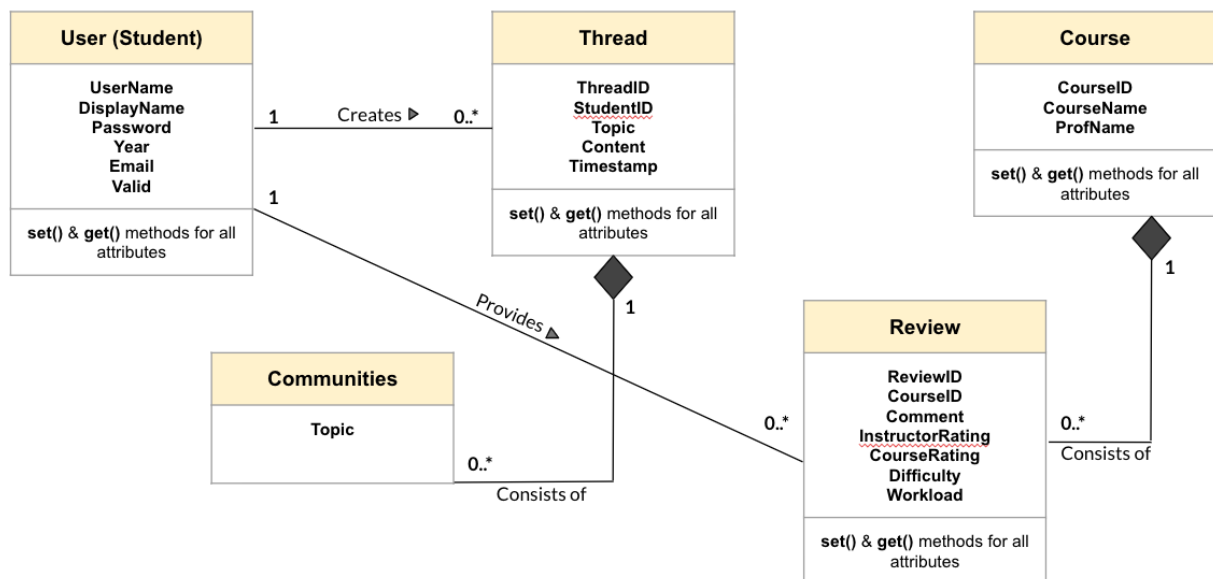 User (Student)
UserName
DisplayName
Password
Year
Email
Valid
set() & get() methods for all
attributes
1
Creates
0..*
Thread
ThreadID
StudentID
Topic
Content
Timestamp
set() & get() methods for all
attributes
Course
CourseID
CourseName
ProfName
set() & get() methods for all
attributes
1
Provides
0..*
1
Communities
Topic
0..*
Consists of
1
Review
ReviewID
CourseID
Comment
InstructorRating
CourseRating
Difficulty
Workload
set() & get() methods for all
attributes
0..*
Consists of